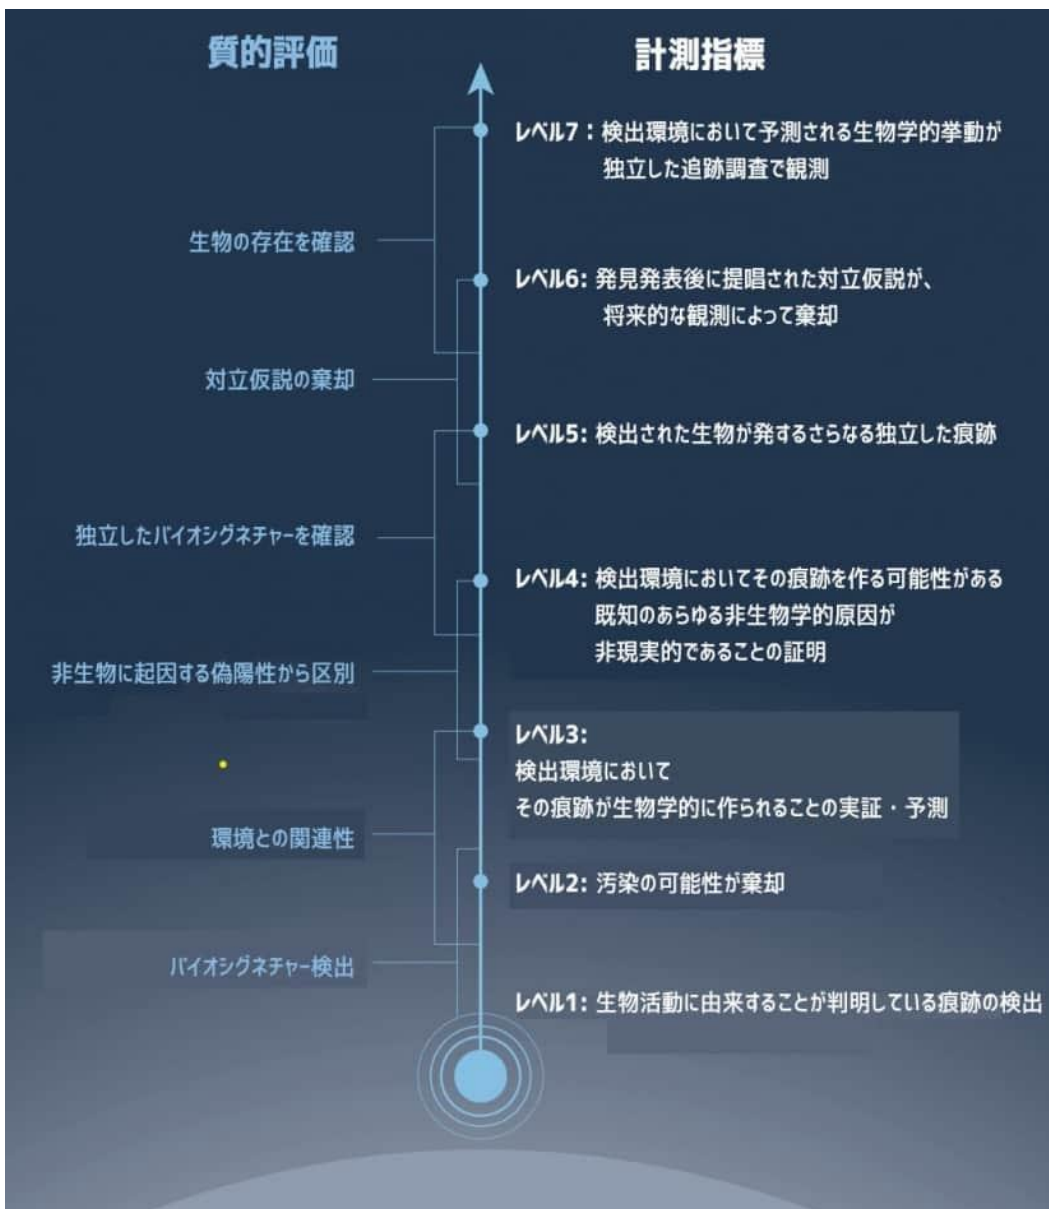 質的評価
計測指標
レベル7：検出環境において予測される生物学的挙動が
独立した追跡調査で観測
生物の存在を確認
レベル6: 発見発表後に提唱された対立仮説が、
将来的な観測によって棄却
対立仮説の棄却
レベル5: 検出された生物が発するさらなる独立した痕跡
独立したバイオシグネチャーを確認
レベル4: 検出環境においてその痕跡を作る可能性がある
既知のあらゆる非生物学的原因が
非現実的であることの証明
非生物に起因する偽陽性から区別
レベル3:
検出環境において
その痕跡が生物学的に作られることの実証・予測
環境との関連性
レベル2: 汚染の可能性が棄却
バイオシグネチャー検出
レベル1: 生物活動に由来することが判明している痕跡の検出